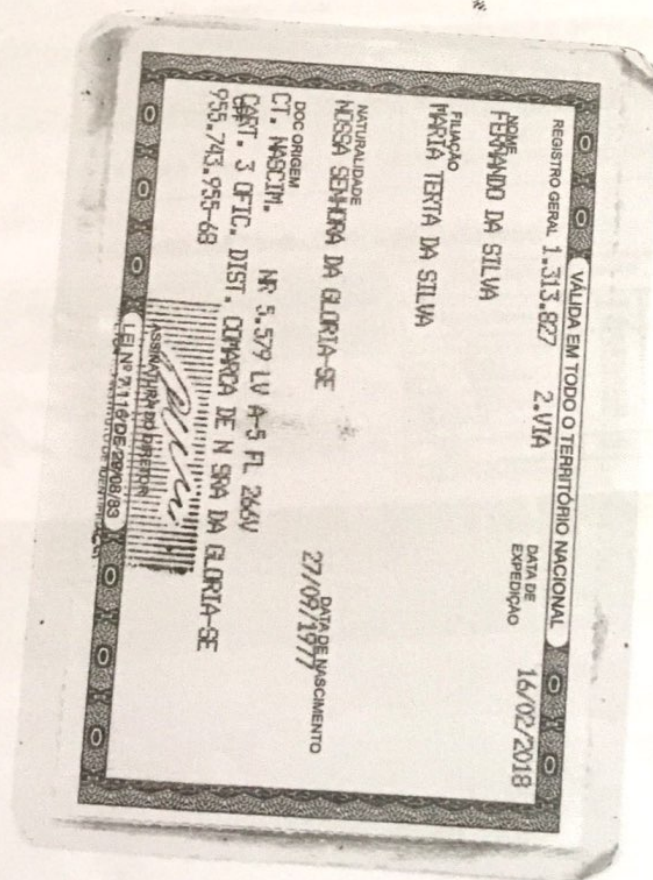 VÁLIDA EM TODO O TERRITÓRIO NACIONAL
REGISTRO GERAL 1.313.827 2.VIA DATA DE EXPEDIÇÃO 16/02/2018
NOME
FERNANDO DA SILVA
FILIAÇÃO
MARIA TERTA DA SILVA
NATURALIDADE
NOSSA SENHORA DA GLORIA-SE
DATA DE NASCIMENTO
27/09/1977
DOC ORIGEM
CT. NASCIM. NR 5.579 LV A-5 FL 266V
CART. 3 OFIC. DIST. COMARCA DE N SRA DA GLORIA-SE
CPF
955.743.955-68
ASSINATURA DO DIRETOR
LEI Nº 7.116 DE 29/08/83